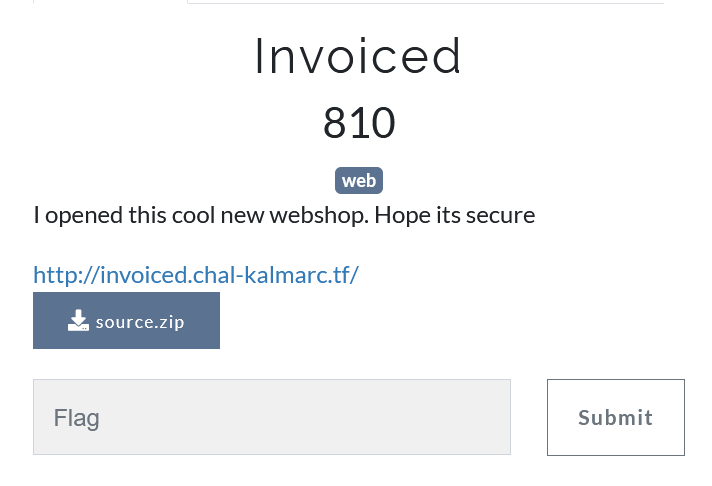 Invoiced
810
web
I opened this cool new webshop. Hope its secure
http://invoiced.chal-kalmarc.tf/
source.zip
Flag
Submit